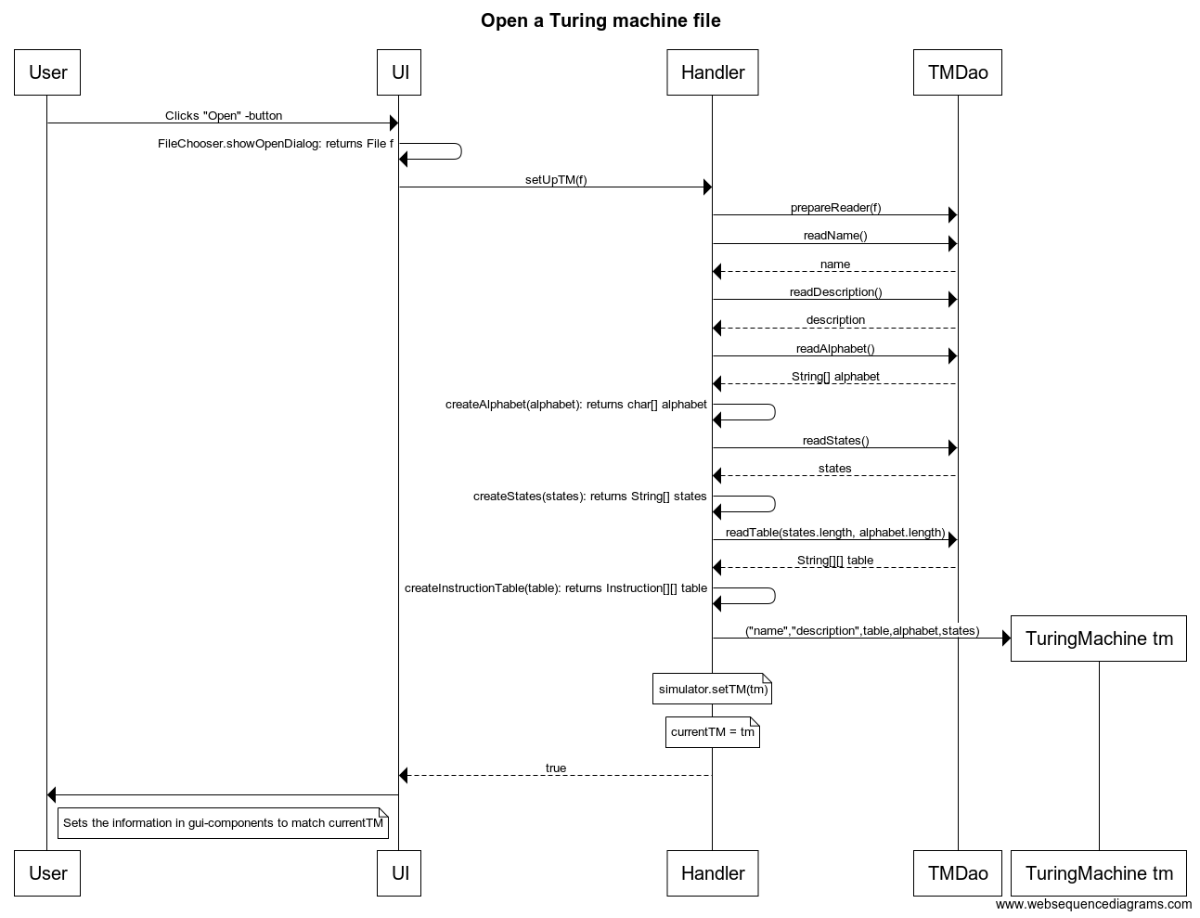 Open a Turing machine file
User
UI
Handler
TMDao
Clicks "Open" -button
FileChooser.showOpenDialog: returns File f
setUpTM(f)
prepareReader(f)
readName()
name
readDescription()
description
readAlphabet()
String[] alphabet
createAlphabet(alphabet): returns char[] alphabet
readStates()
states
createStates(states): returns String[] states
readTable(states.length, alphabet.length)
String[][] table
createInstructionTable(table): returns Instruction[][] table
("name","description",table,alphabet,states)
TuringMachine tm
simulator.setTM(tm)
currentTM = tm
true
Sets the information in gui-components to match currentTM
User
UI
Handler
TMDao
TuringMachine tm
www.websequencediagrams.com